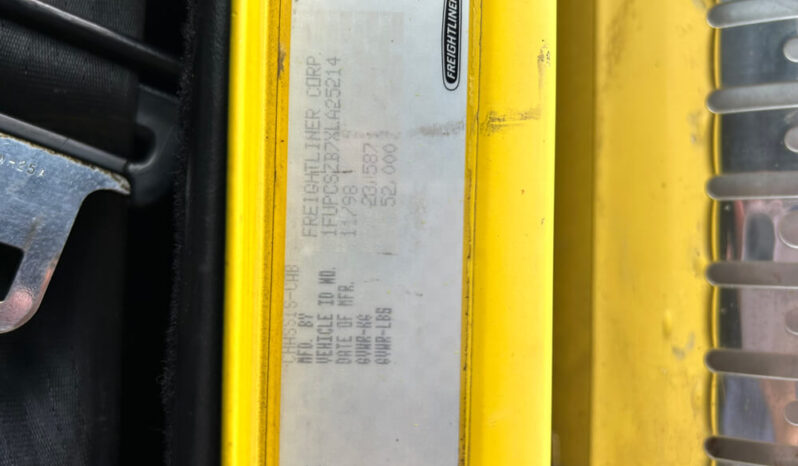 FREIGHTLINER
CHASSIS-CAB
MFD. BY FREIGHTLINER CORP.
VEHICLE ID NO. 1FUPCSZB7XLA25214
DATE OF MFR. 11/98
GVWR-KG 23 587
GVWR-LBS 52 000